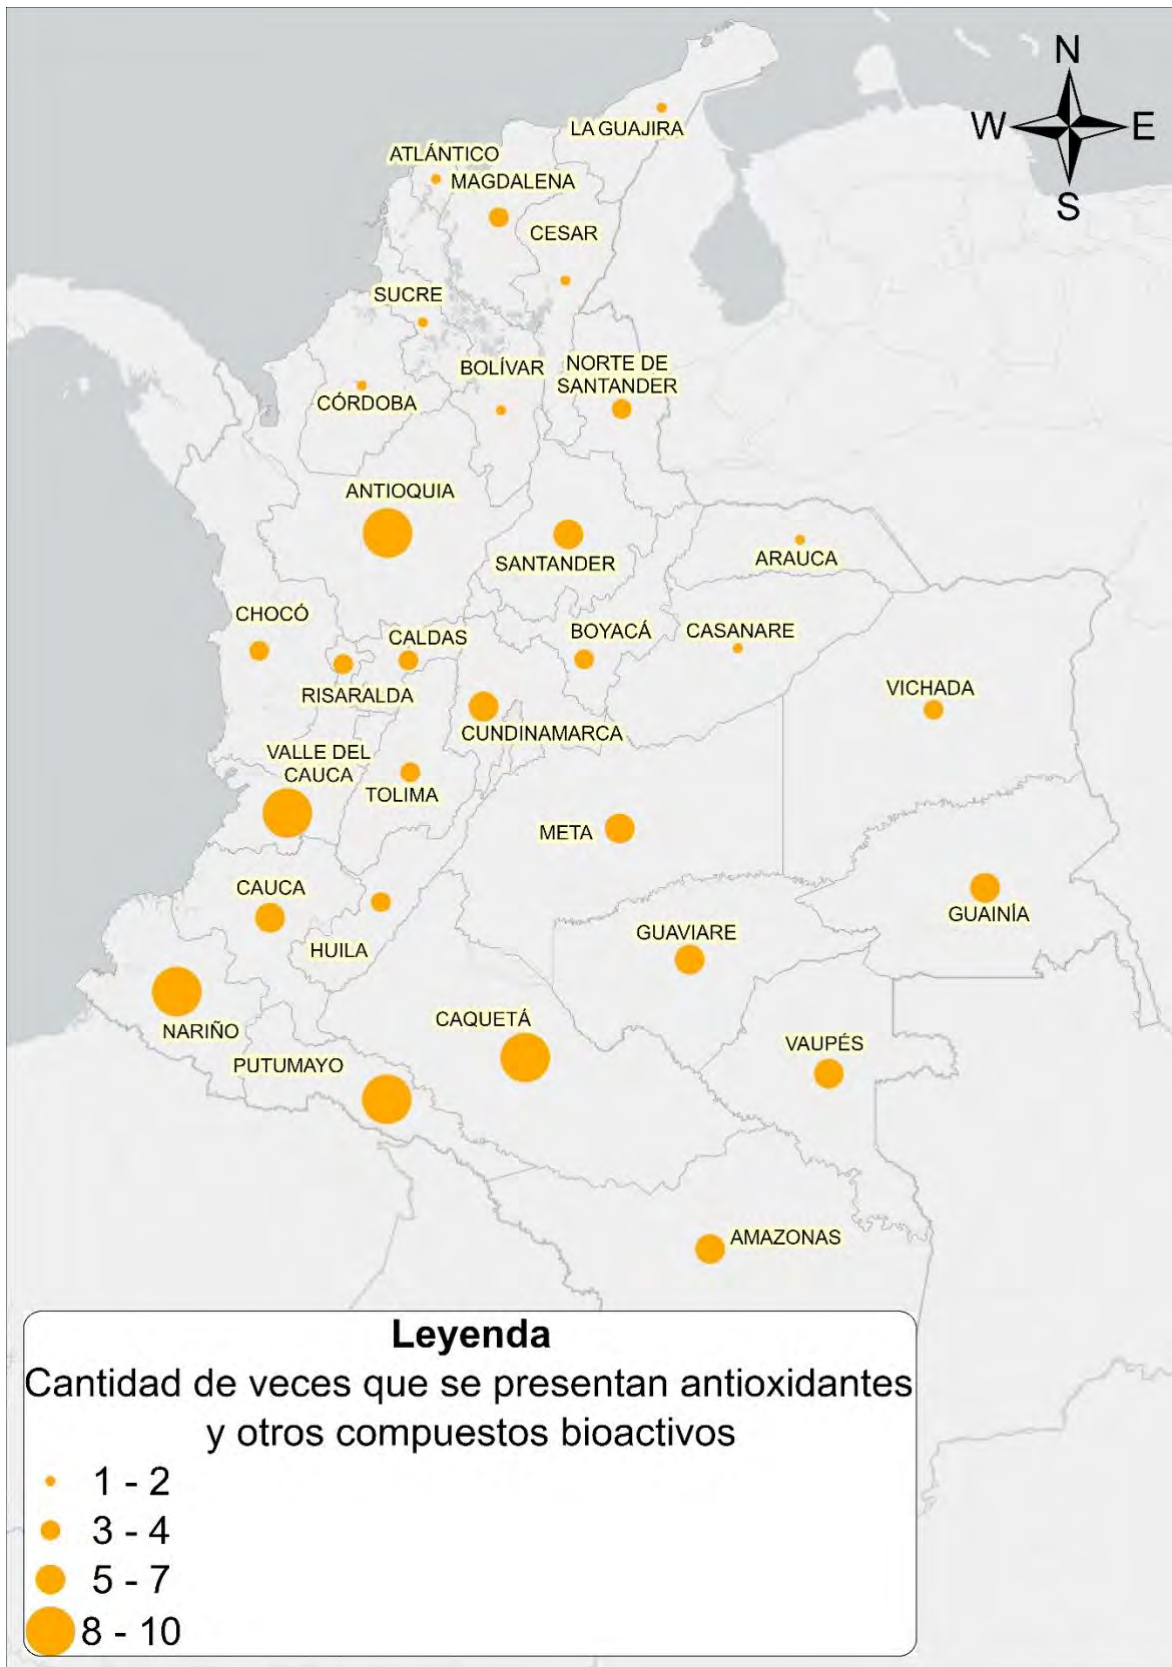 N
W E
S
LA GUAJIRA
ATLÁNTICO
MAGDALENA
CESAR
SUCRE
BOLÍVAR
NORTE DE
SANTANDER
CÓRDOBA
ANTIOQUIA
SANTANDER
ARAUCA
CHOCÓ
CALDAS
BOYACÁ
CASANARE
RISARALDA
VICHADA
CUNDINAMARCA
VALLE DEL
CAUCA
TOLIMA
META
CAUCA
GUAINÍA
HUILA
GUAVIARE
NARIÑO
CAQUETÁ
VAUPÉS
PUTUMAYO
AMAZONAS
Leyenda
Cantidad de veces que se presentan antioxidantes
y otros compuestos bioactivos
1 - 2
3 - 4
5 - 7
8 - 10